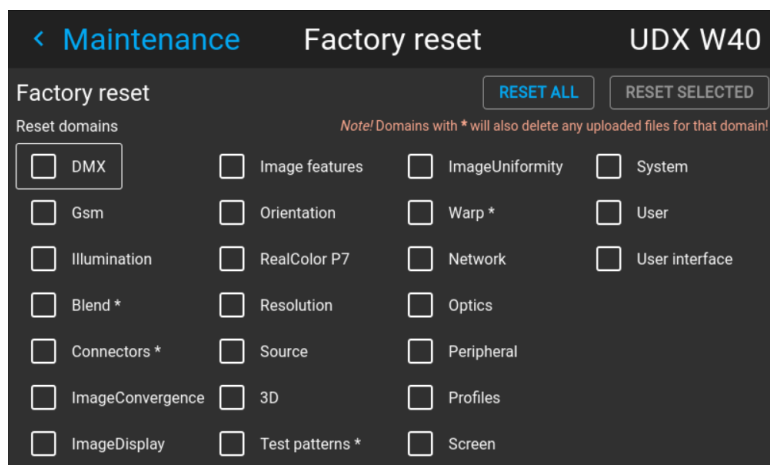 ‹ Maintenance Factory reset UDX W40
Factory reset RESET ALL RESET SELECTED
Reset domains Note! Domains with * will also delete any uploaded files for that domain!
DMX Image features ImageUniformity System
Gsm Orientation Warp * User
Illumination RealColor P7 Network User interface
Blend * Resolution Optics
Connectors * Source Peripheral
ImageConvergence 3D Profiles
ImageDisplay Test patterns * Screen